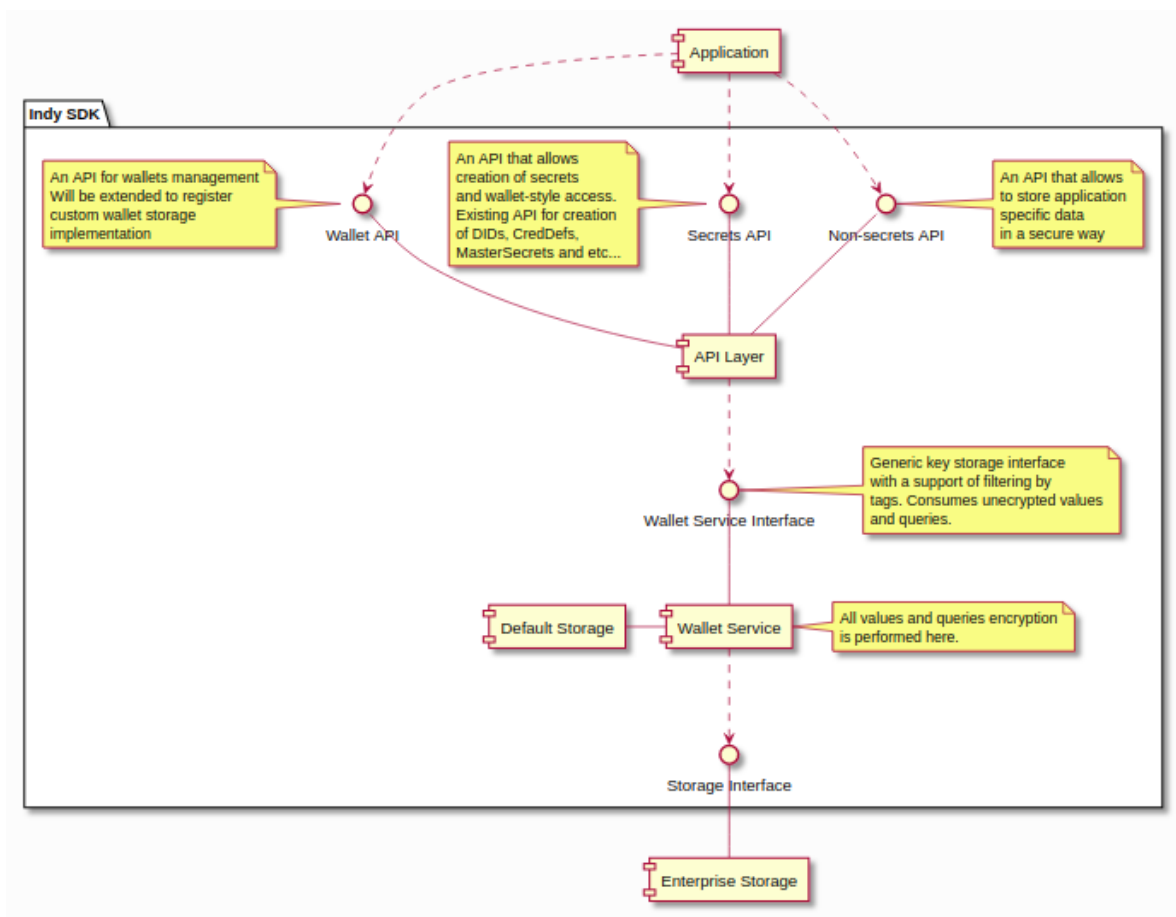 Application
Indy SDK
An API for wallets management
Will be extended to register
custom wallet storage
implementation
An API that allows
creation of secrets
and wallet-style access.
Existing API for creation
of DIDs, CredDefs,
MasterSecrets and etc...
An API that allows
to store application
specific data
in a secure way
Wallet API
Secrets API
Non-secrets API
API Layer
Generic key storage interface
with a support of filtering by
tags. Consumes unecrypted values
and queries.
Wallet Service Interface
Default Storage
Wallet Service
All values and queries encryption
is performed here.
Storage Interface
Enterprise Storage